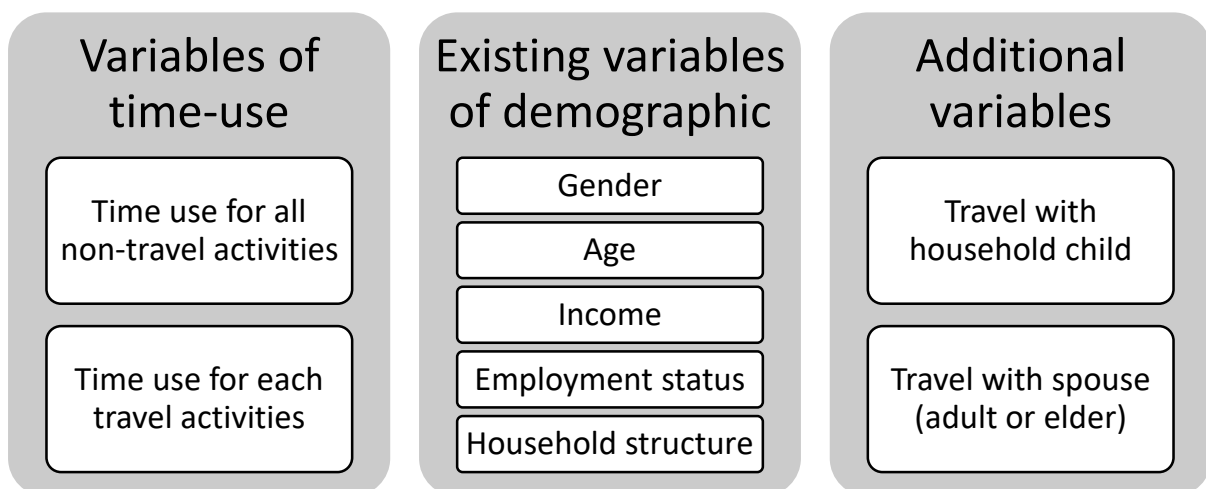 Variables of
time-use
Time use for all
non-travel activities
Time use for each
travel activities
Existing variables
of demographic
Gender
Age
Income
Employment status
Household structure
Additional
variables
Travel with
household child
Travel with spouse
(adult or elder)